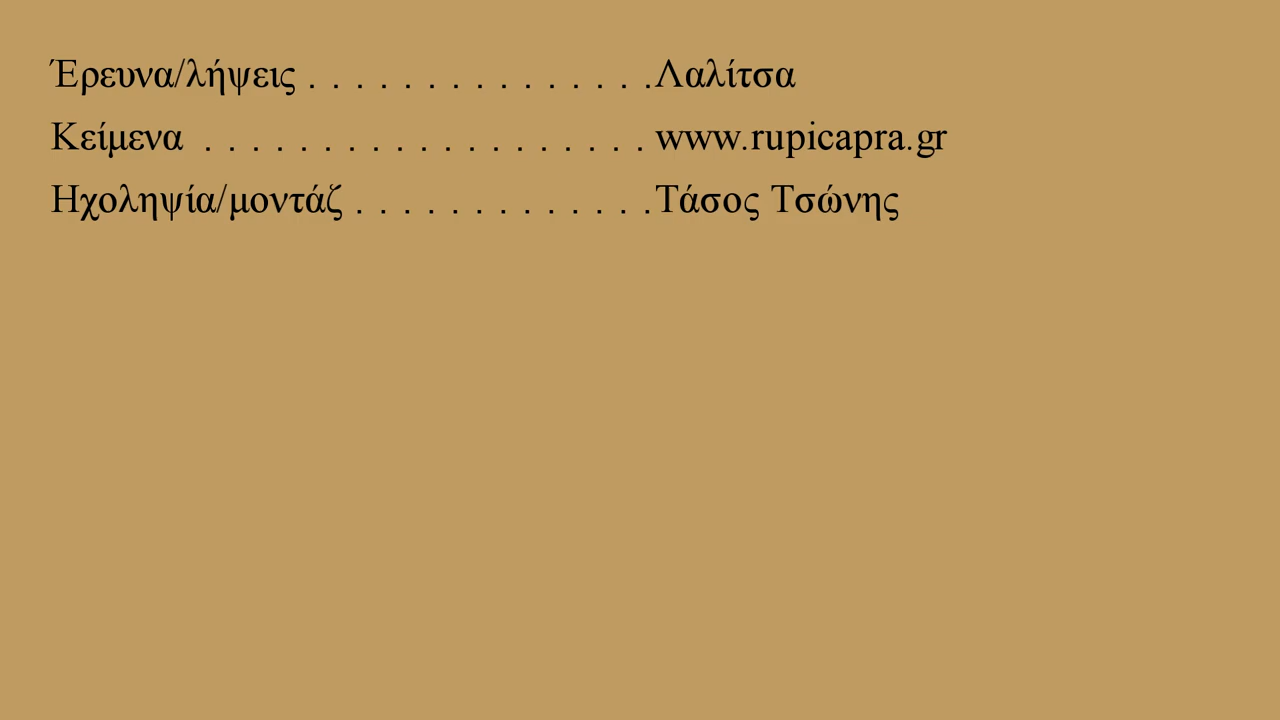 Έρευνα/λήψεις . . . . . . . . . . . . . . .Λαλίτσα
Κείμενα . . . . . . . . . . . . . . . . . . . www.rupicapra.gr
Ηχοληψία/μοντάζ . . . . . . . . . . . . .Τάσος Τσώνης